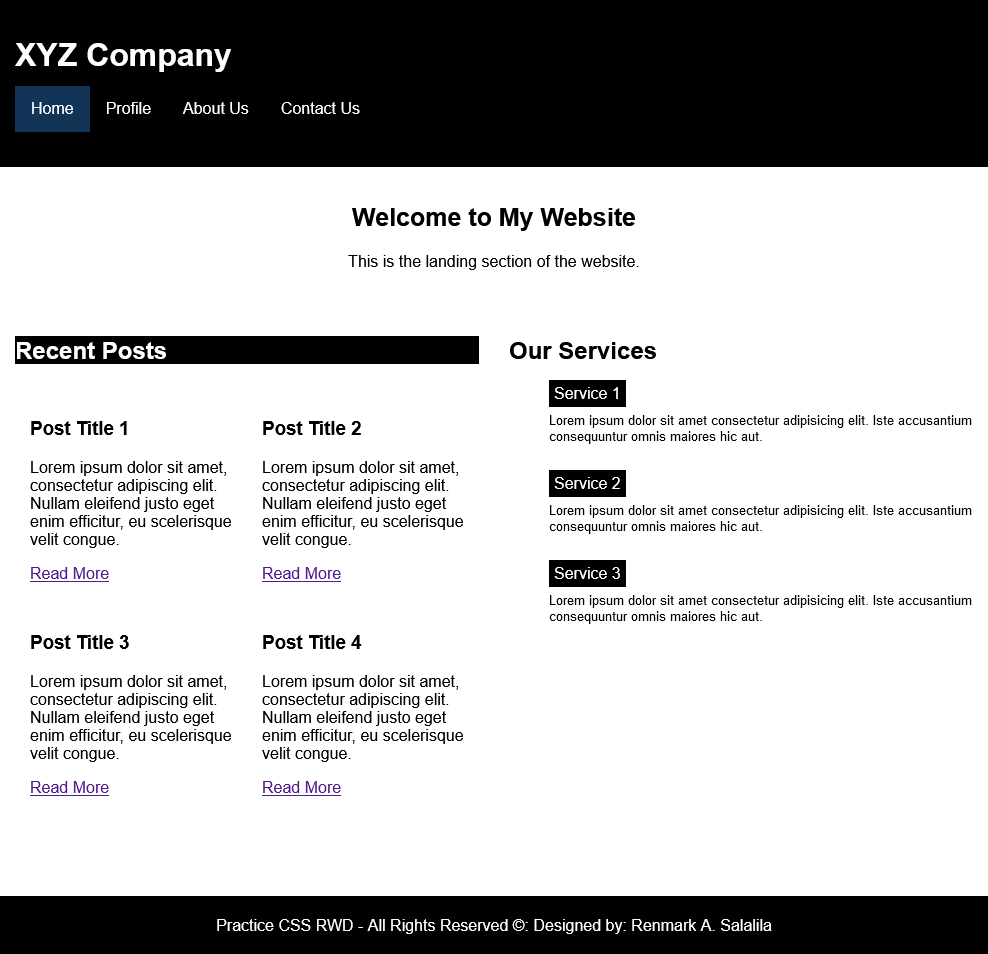 XYZ Company
Home Profile About Us Contact Us
Welcome to My Website
This is the landing section of the website.
Recent Posts
Post Title 1
Lorem ipsum dolor sit amet,
consectetur adipiscing elit.
Nullam eleifend justo eget
enim efficitur, eu scelerisque
velit congue.
Read More
Post Title 2
Lorem ipsum dolor sit amet,
consectetur adipiscing elit.
Nullam eleifend justo eget
enim efficitur, eu scelerisque
velit congue.
Read More
Post Title 3
Lorem ipsum dolor sit amet,
consectetur adipiscing elit.
Nullam eleifend justo eget
enim efficitur, eu scelerisque
velit congue.
Read More
Post Title 4
Lorem ipsum dolor sit amet,
consectetur adipiscing elit.
Nullam eleifend justo eget
enim efficitur, eu scelerisque
velit congue.
Read More
Our Services
Service 1
Lorem ipsum dolor sit amet consectetur adipisicing elit. Iste accusantium
consequuntur omnis maiores hic aut.
Service 2
Lorem ipsum dolor sit amet consectetur adipisicing elit. Iste accusantium
consequuntur omnis maiores hic aut.
Service 3
Lorem ipsum dolor sit amet consectetur adipisicing elit. Iste accusantium
consequuntur omnis maiores hic aut.
Practice CSS RWD - All Rights Reserved ©: Designed by: Renmark A. Salalila